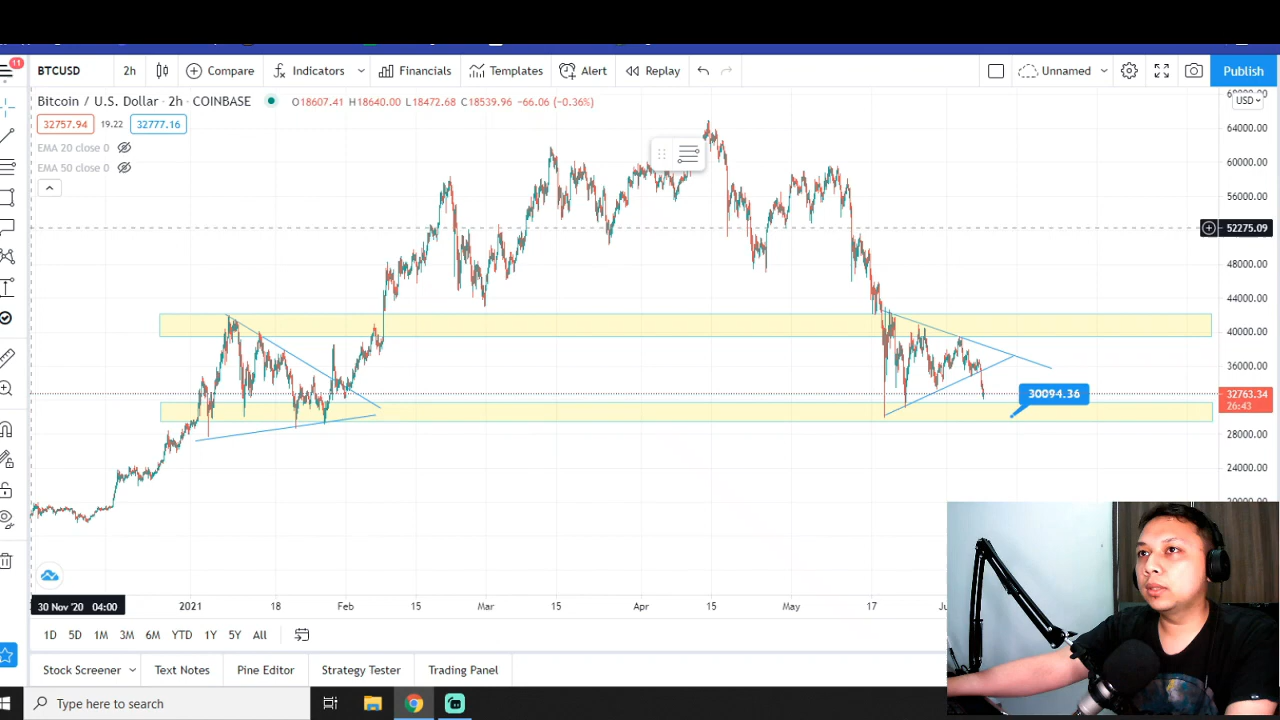 11
BTCUSD
2h
Compare
Indicators
Financials
Templates
Alert
Replay
Unnamed
Publish
Bitcoin / U.S. Dollar · 2h · COINBASE
O18607.41 H18640.00 L18472.68 C18539.96 −66.06 (−0.36%)
USD
32757.94 19.22 32777.16
EMA 20 close 0
EMA 50 close 0
64000.00
60000.00
56000.00
52275.09
48000.00
44000.00
40000.00
36000.00
30094.36
32763.34
26:43
28000.00
24000.00
30 Nov '20 04:00
2021
18
Feb
15
Mar
15
Apr
15
May
17
1D 5D 1M 3M 6M YTD 1Y 5Y All
Stock Screener
Text Notes
Pine Editor
Strategy Tester
Trading Panel
Type here to search